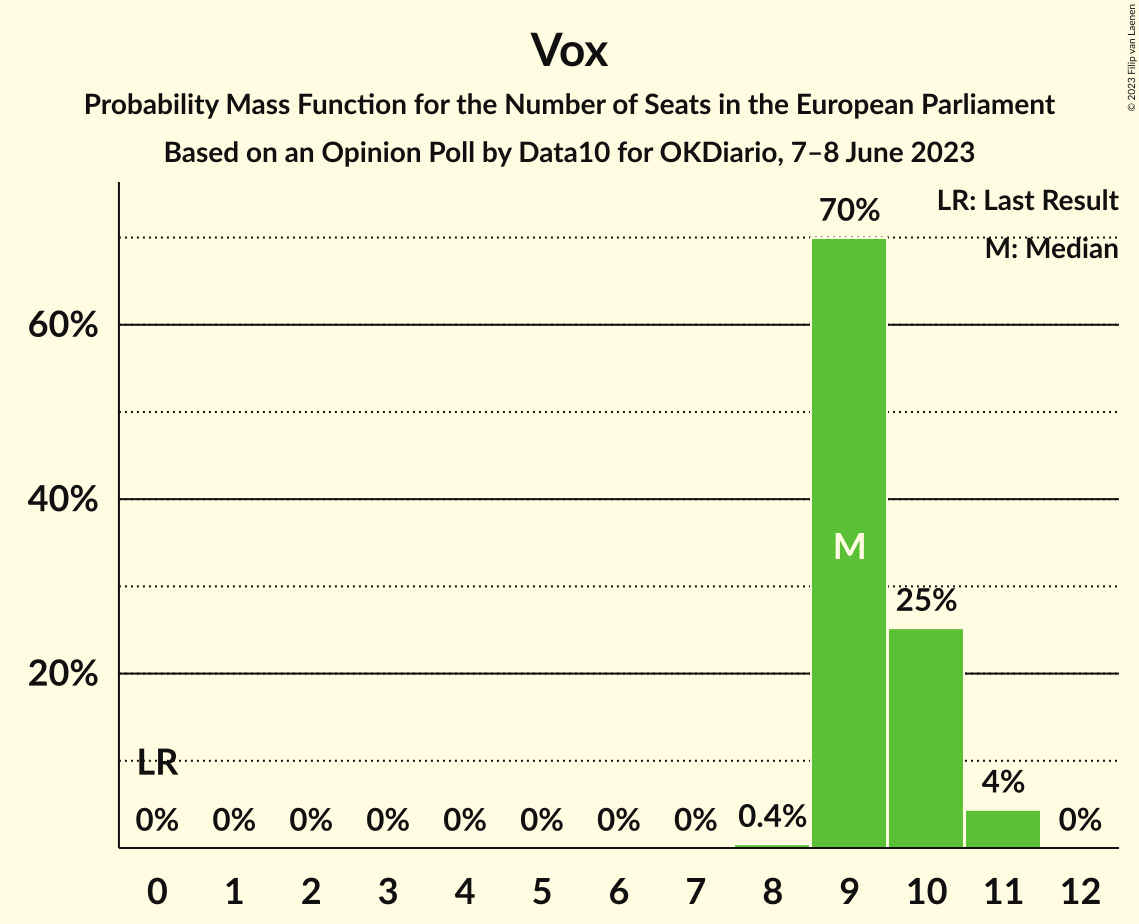 Vox
Probability Mass Function for the Number of Seats in the European Parliament
Based on an Opinion Poll by Data10 for OKDiario, 7–8 June 2023
© 2023 Filip van Laenen
LR: Last Result
M: Median
60%
40%
20%
LR
0% 0% 0% 0% 0% 0% 0% 0% 0.4% 70% 25% 4% 0%
M
0 1 2 3 4 5 6 7 8 9 10 11 12